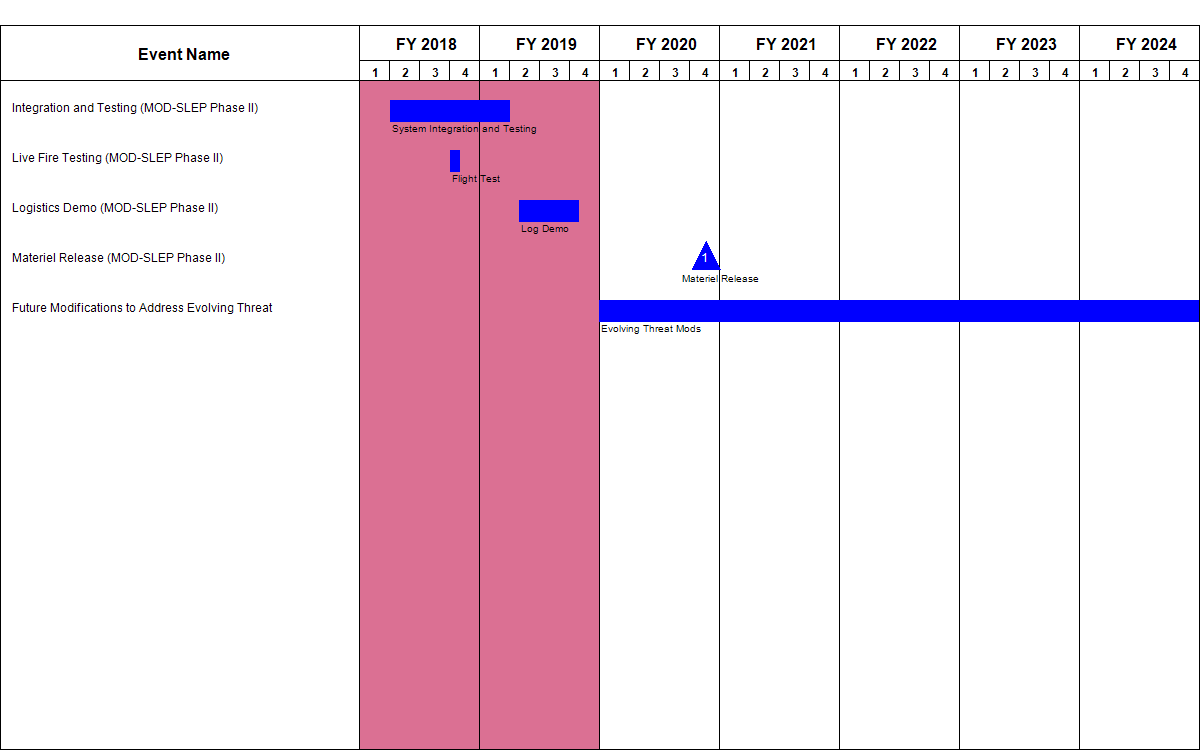 Event Name
FY 2018 FY 2019 FY 2020 FY 2021 FY 2022 FY 2023 FY 2024
1 2 3 4 1 2 3 4 1 2 3 4 1 2 3 4 1 2 3 4 1 2 3 4 1 2 3 4
Integration and Testing (MOD-SLEP Phase II)
System Integration and Testing
Live Fire Testing (MOD-SLEP Phase II)
Flight Test
Logistics Demo (MOD-SLEP Phase II)
Log Demo
Materiel Release (MOD-SLEP Phase II)
1
Materiel Release
Future Modifications to Address Evolving Threat
Evolving Threat Mods